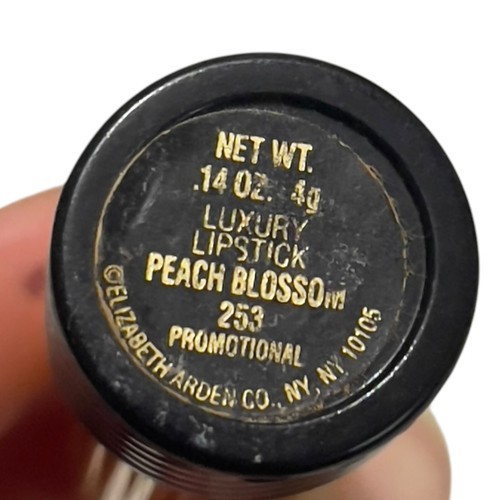 NET WT.
.14 OZ. 4g
LUXURY
LIPSTICK
PEACH BLOSSOM
253
PROMOTIONAL
©ELIZABETH ARDEN CO., NY, NY 10105